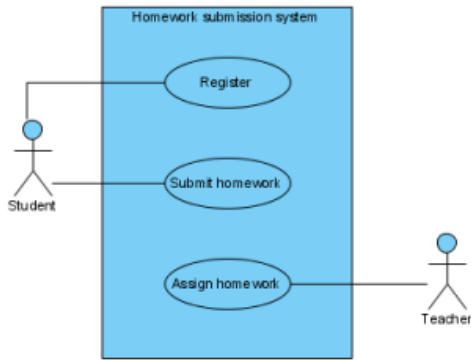 Homework submission system
Register
Student
Submit homework
Assign homework
Teacher